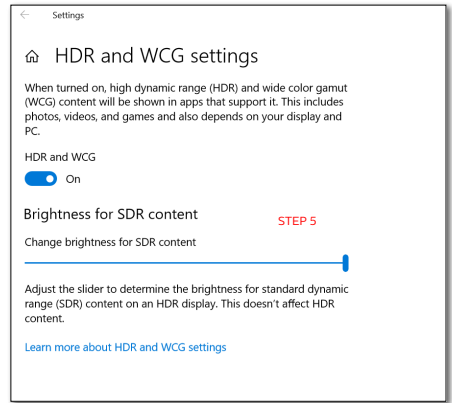 Settings
HDR and WCG settings
When turned on, high dynamic range (HDR) and wide color gamut
(WCG) content will be shown in apps that support it. This includes
photos, videos, and games and also depends on your display and
PC.
HDR and WCG
On
Brightness for SDR content
STEP 5
Change brightness for SDR content
Adjust the slider to determine the brightness for standard dynamic
range (SDR) content on an HDR display. This doesn't affect HDR
content.
Learn more about HDR and WCG settings